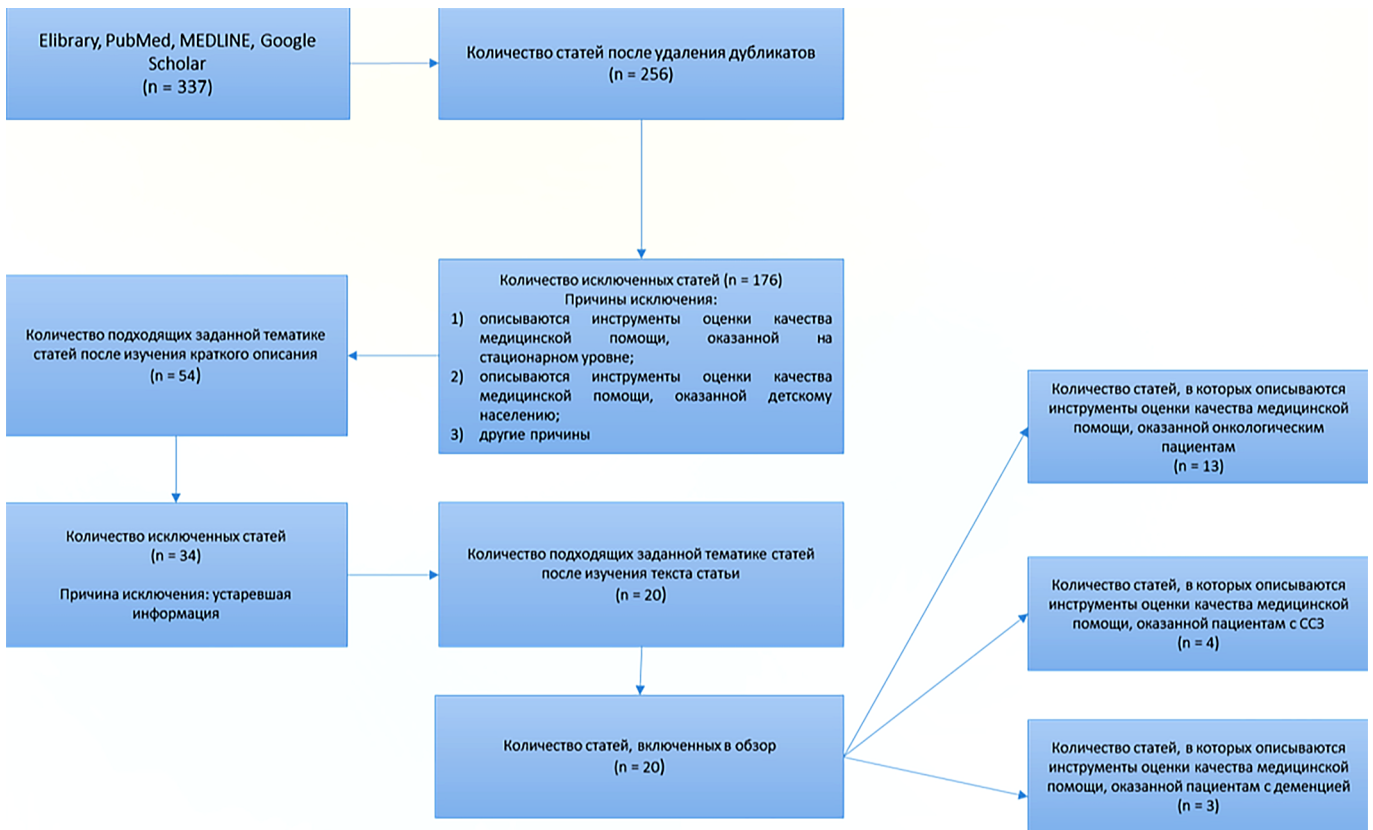 Elibrary, PubMed, MEDLINE, Google
Scholar
(n = 337)
Количество статей после удаления дубликатов
(n = 256)
Количество исключенных статей (n = 176)
Причины исключения:
1) описываются инструменты оценки качества
медицинской помощи, оказанной на
стационарном уровне;
2) описываются инструменты оценки качества
медицинской помощи, оказанной детскому
населению;
3) другие причины
Количество подходящих заданной тематике
статей после изучения краткого описания
(n = 54)
Количество исключенных статей
(n = 34)
Причина исключения: устаревшая
информация
Количество подходящих заданной тематике статей
после изучения текста статьи
(n = 20)
Количество статей, включенных в обзор
(n = 20)
Количество статей, в которых описываются
инструменты оценки качества медицинской
помощи, оказанной онкологическим
пациентам
(n = 13)
Количество статей, в которых описываются
инструменты оценки качества медицинской
помощи, оказанной пациентам с ССЗ
(n = 4)
Количество статей, в которых описываются
инструменты оценки качества медицинской
помощи, оказанной пациентам с деменцией
(n = 3)